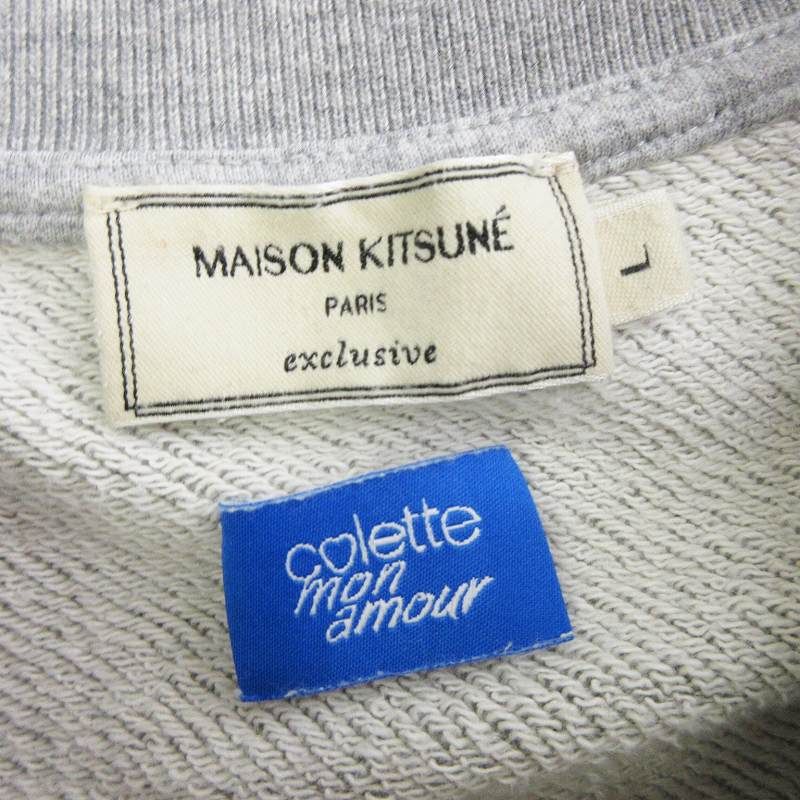 MAISON KITSUNÉ
PARIS
exclusive
L
colette
mon
amour